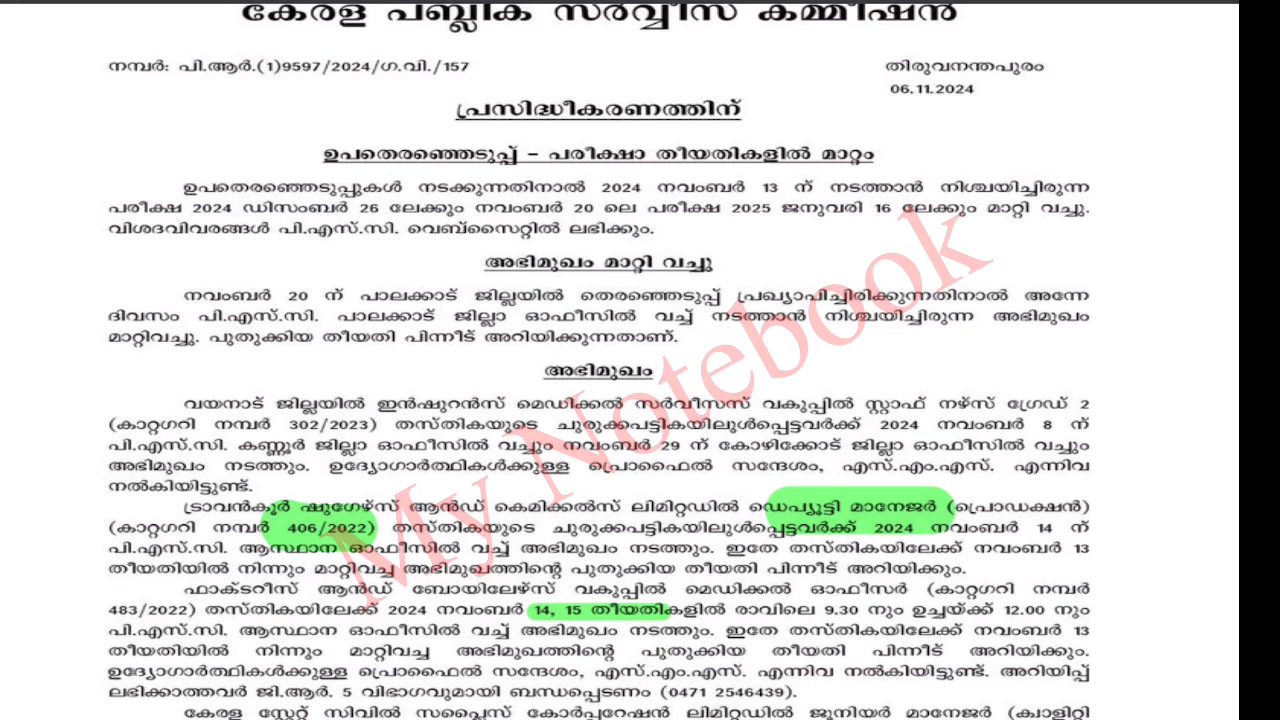 കേരള പബ്ലിക സർവ്വീസ കമ്മീഷൻ
നമ്പർ: പി.ആർ.(1)9597/2024/ഗ.വി./157
തിരുവനന്തപുരം
06.11.2024
പ്രസിദ്ധീകരണത്തിന്
ഉപതെരഞ്ഞെടുപ്പ് – പരീക്ഷാ തീയതികളിൽ മാറ്റം
ഉപതെരഞ്ഞെടുപ്പുകൾ നടക്കുന്നതിനാൽ 2024 നവംബർ 13 ന് നടത്താൻ നിശ്ചയിച്ചിരുന്ന
പരീക്ഷ 2024 ഡിസംബർ 26 ലേക്കും നവംബർ 20 ലെ പരീക്ഷ 2025 ജനുവരി 16 ലേക്കും മാറ്റി വച്ചു.
വിശദവിവരങ്ങൾ പി.എസ്.സി. വെബ്സൈറ്റിൽ ലഭിക്കും.
അഭിമുഖം മാറ്റി വച്ചു
നവംബർ 20 ന് പാലക്കാട് ജില്ലയിൽ തെരഞ്ഞെടുപ്പ് പ്രഖ്യാപിച്ചിരിക്കുന്നതിനാൽ അന്നേ
ദിവസം പി.എസ്.സി. പാലക്കാട് ജില്ലാ ഓഫീസിൽ വച്ച് നടത്താൻ നിശ്ചയിച്ചിരുന്ന അഭിമുഖം
മാറ്റിവച്ചു. പുതുക്കിയ തീയതി പിന്നീട് അറിയിക്കുന്നതാണ്.
അഭിമുഖം
വയനാട് ജില്ലയിൽ ഇൻഷുറൻസ് മെഡിക്കൽ സർവീസസ് വകുപ്പിൽ സ്റ്റാഫ് നഴ്സ് ഗ്രേഡ് 2
(കാറ്റഗറി നമ്പർ 302/2023) തസ്തികയുടെ ചുരുക്കപട്ടികയിലുൾപ്പെട്ടവർക്ക് 2024 നവംബർ 8 ന്
പി.എസ്.സി. കണ്ണൂർ ജില്ലാ ഓഫീസിൽ വച്ചും നവംബർ 29 ന് കോഴിക്കോട് ജില്ലാ ഓഫീസിൽ വച്ചും
അഭിമുഖം നടത്തും. ഉദ്യോഗാർത്ഥികൾക്കുള്ള പ്രൊഫൈൽ സന്ദേശം, എസ്.എം.എസ്. എന്നിവ
നൽകിയിട്ടുണ്ട്.
ട്രാവൻകൂർ ഷുഗേഴ്സ് ആൻഡ് കെമിക്കൽസ് ലിമിറ്റഡിൽ ഡെപ്യൂട്ടി മാനേജർ (പ്രൊഡക്ഷൻ)
(കാറ്റഗറി നമ്പർ 406/2022) തസ്തികയുടെ ചുരുക്കപട്ടികയിലുൾപ്പെട്ടവർക്ക് 2024 നവംബർ 14 ന്
പി.എസ്.സി. ആസ്ഥാന ഓഫീസിൽ വച്ച് അഭിമുഖം നടത്തും. ഇതേ തസ്തികയിലേക്ക് നവംബർ 13
തീയതിയിൽ നിന്നും മാറ്റിവച്ച അഭിമുഖത്തിന്റെ പുതുക്കിയ തീയതി പിന്നീട് അറിയിക്കും.
ഫാക്ടറീസ് ആൻഡ് ബോയിലേഴ്സ് വകുപ്പിൽ മെഡിക്കൽ ഓഫീസർ (കാറ്റഗറി നമ്പർ
483/2022) തസ്തികയിലേക്ക് 2024 നവംബർ 14, 15 തീയതികളിൽ രാവിലെ 9.30 നും ഉച്ചയ്ക്ക് 12.00 നും
പി.എസ്.സി. ആസ്ഥാന ഓഫീസിൽ വച്ച് അഭിമുഖം നടത്തും. ഇതേ തസ്തികയിലേക്ക് നവംബർ 13
തീയതിയിൽ നിന്നും മാറ്റിവച്ച അഭിമുഖത്തിന്റെ പുതുക്കിയ തീയതി പിന്നീട് അറിയിക്കും.
ഉദ്യോഗാർത്ഥികൾക്കുള്ള പ്രൊഫൈൽ സന്ദേശം, എസ്.എം.എസ്. എന്നിവ നൽകിയിട്ടുണ്ട്. അറിയിപ്പ്
ലഭിക്കാത്തവർ ജി.ആർ. 5 വിഭാഗവുമായി ബന്ധപ്പെടണം (0471 2546439).
കേരള സ്റ്റേറ്റ് സിവിൽ സപ്ലൈസ് കോർപ്പറേഷൻ ലിമിറ്റഡിൽ ജൂനിയർ മാനേജർ (ക്വാളിറ്റി
My Notebook